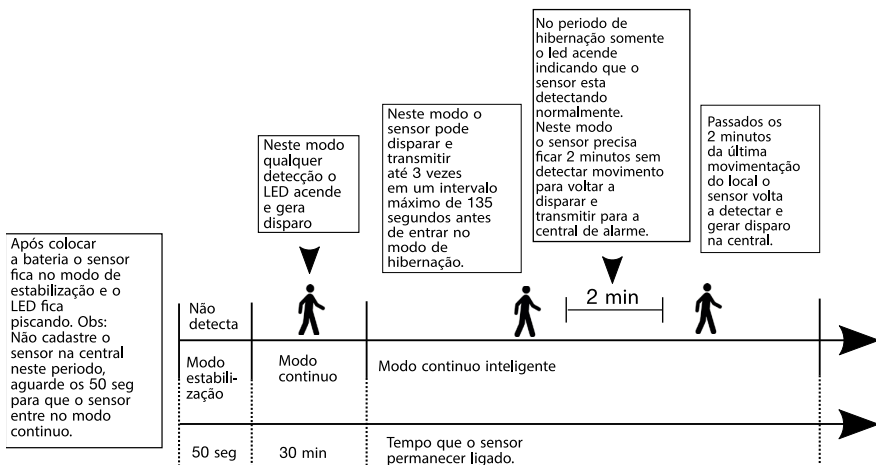 Após colocar
a bateria o sensor
fica no modo de
estabilização e o
LED fica
piscando. Obs:
Não cadastre o
sensor na central
neste periodo,
aguarde os 50 seg
para que o sensor
entre no modo
continuo.
Neste modo
qualquer
detecção o
LED acende
e gera
disparo
Neste modo o
sensor pode
disparar e
transmitir
até 3 vezes
em um intervalo
máximo de 135
segundos antes
de entrar no
modo de
hibernação.
No periodo de
hibernação somente
o led acende
indicando que o
sensor esta
detectando
normalmente.
Neste modo
o sensor precisa
ficar 2 minutos sem
detectar movimento
para voltar a
disparar e
transmitir para a
central de alarme.
Passados os
2 minutos
da última
movimentação
do local o
sensor volta
a detectar e
gerar disparo
na central.
2 min
Não
detecta
Modo
estabili-
zação
Modo
continuo
Modo continuo inteligente
50 seg
30 min
Tempo que o sensor
permanecer ligado.